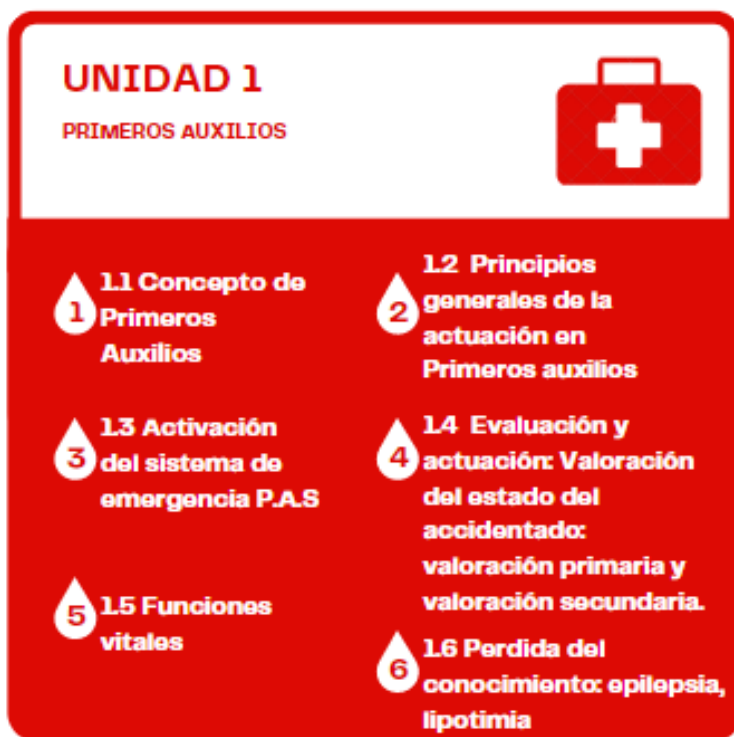 UNIDAD 1
PRIMEROS AUXILIOS
1
1.1 Concepto de
Primeros
Auxilios
2
1.2 Principios
generales de la
actuación en
Primeros auxilios
3
1.3 Activación
del sistema de
emergencia P.A.S
4
1.4 Evaluación y
actuación: Valoración
del estado del
accidentado:
valoración primaria y
valoración secundaria.
5
1.5 Funciones
vitales
6
1.6 Perdida del
conocimiento: epilepsia,
lipotimia